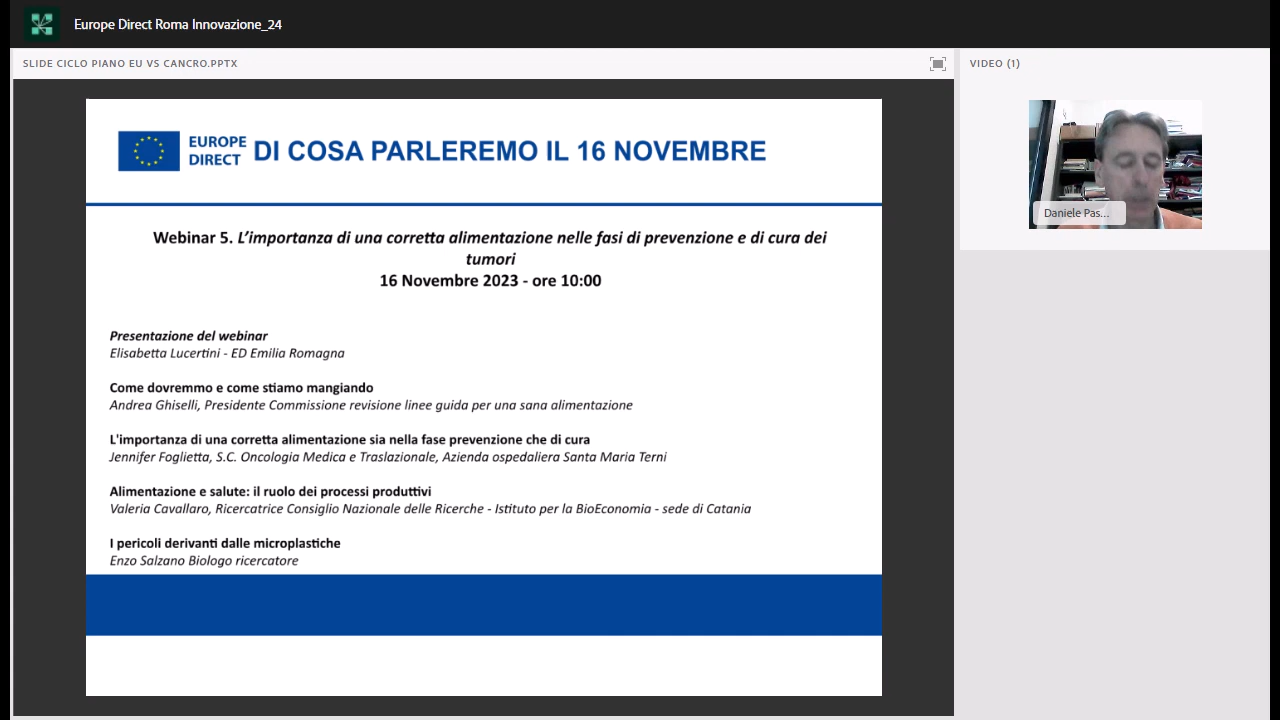 Europe Direct Roma Innovazione_24
SLIDE CICLO PIANO EU VS CANCRO.PPTX
VIDEO (1)
EUROPE
DIRECT
DI COSA PARLEREMO IL 16 NOVEMBRE
Webinar 5. L'importanza di una corretta alimentazione nelle fasi di prevenzione e di cura dei
tumori
16 Novembre 2023 - ore 10:00
Presentazione del webinar
Elisabetta Lucertini - ED Emilia Romagna
Come dovremmo e come stiamo mangiando
Andrea Ghiselli, Presidente Commissione revisione linee guida per una sana alimentazione
L'importanza di una corretta alimentazione sia nella fase prevenzione che di cura
Jennifer Foglietta, S.C. Oncologia Medica e Traslazionale, Azienda ospedaliera Santa Maria Terni
Alimentazione e salute: il ruolo dei processi produttivi
Valeria Cavallaro, Ricercatrice Consiglio Nazionale delle Ricerche - Istituto per la BioEconomia - sede di Catania
I pericoli derivanti dalle microplastiche
Enzo Salzano Biologo ricercatore
Daniele Pas...